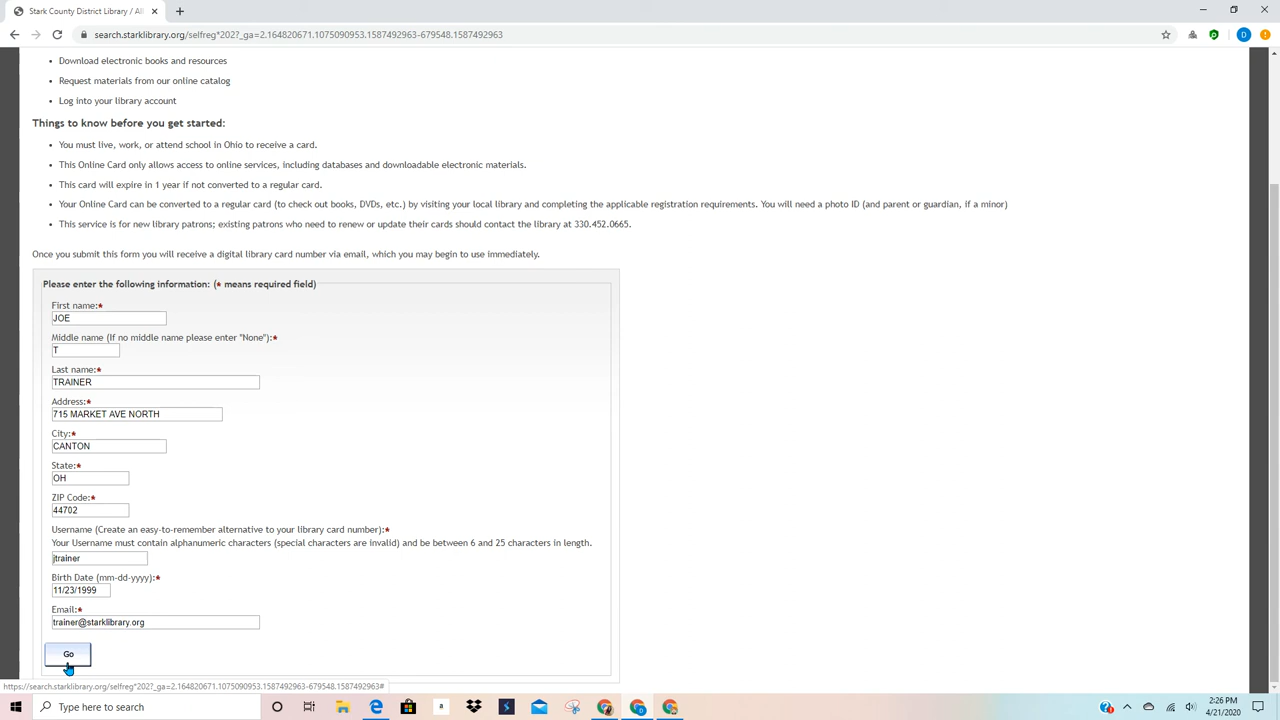 Stark County District Library / All
search.starklibrary.org/selfreg*202?_ga=2.164820671.1075090953.1587492963-679548.1587492963
D
Download electronic books and resources
Request materials from our online catalog
Log into your library account
Things to know before you get started:
You must live, work, or attend school in Ohio to receive a card.
This Online Card only allows access to online services, including databases and downloadable electronic materials.
This card will expire in 1 year if not converted to a regular card.
Your Online Card can be converted to a regular card (to check out books, DVDs, etc.) by visiting your local library and completing the applicable registration requirements. You will need a photo ID (and parent or guardian, if a minor)
This service is for new library patrons; existing patrons who need to renew or update their cards should contact the library at 330.452.0665.
Once you submit this form you will receive a digital library card number via email, which you may begin to use immediately.
Please enter the following information: (* means required field)
First name:*
JOE
Middle name (If no middle name please enter "None"):*
T
Last name:*
TRAINER
Address:*
715 MARKET AVE NORTH
City:*
CANTON
State:*
OH
ZIP Code:*
44702
Username (Create an easy-to-remember alternative to your library card number):*
Your Username must contain alphanumeric characters (special characters are invalid) and be between 6 and 25 characters in length.
jtrainer
Birth Date (mm-dd-yyyy):*
11/23/1999
Email:*
trainer@starklibrary.org
Go
https://search.starklibrary.org/selfreg*202?_ga=2.164820671.1075090953.1587492963-679548.1587492963#
Type here to search
2:26 PM
4/21/2020